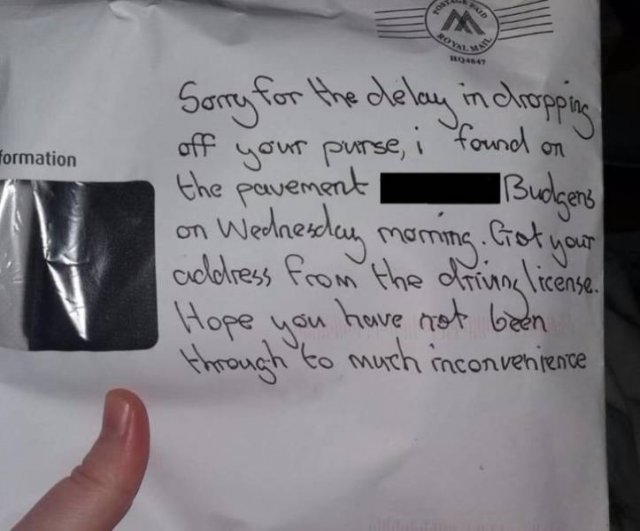 POSTAGE PAID
ROYAL MAIL
HQ4847
Sorry for the delay in dropping
off your purse, i found on
formation
the pavement Budgens
on Wednesday morning. Got your
address from the driving license.
Hope you have not been
through to much inconvenience